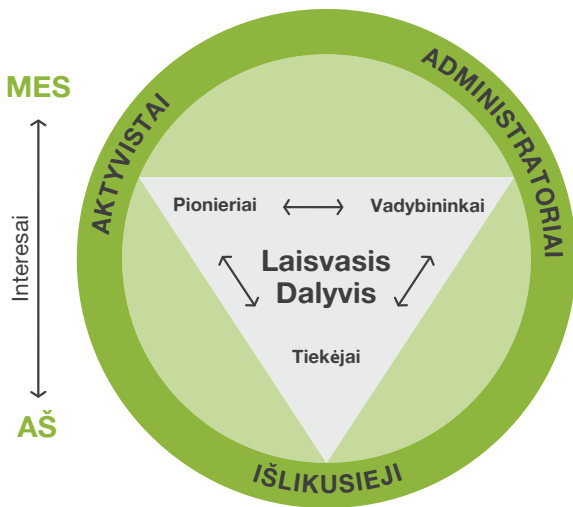 MES
Interesai
AŠ
AKTYVISTAI
ADMINISTRATORIAI
Pionieriai
Vadybininkai
Laisvasis
Dalyvis
Tiekėjai
IŠLIKUSIEJI